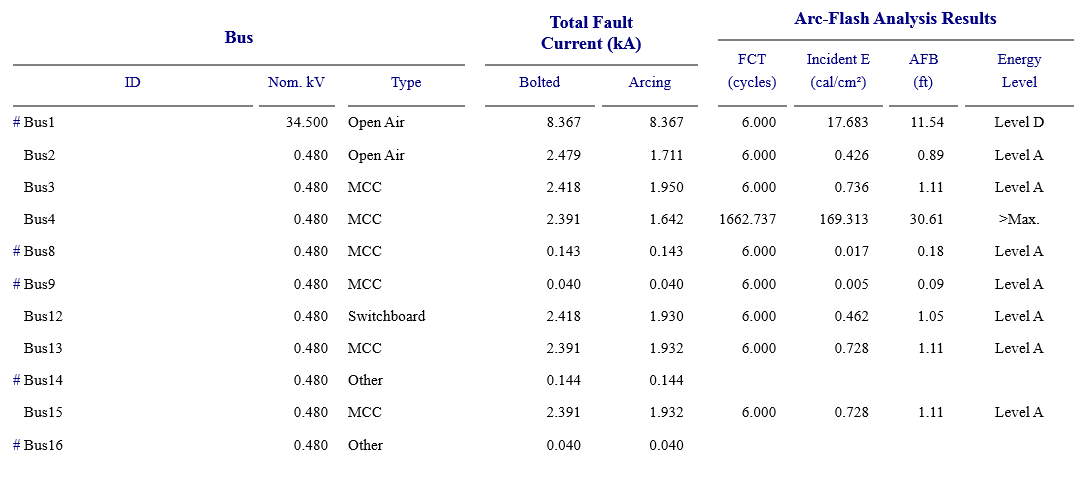 Bus Total Fault Current (kA) Arc-Flash Analysis Results
ID Nom. kV Type Bolted Arcing FCT (cycles) Incident E (cal/cm²) AFB (ft) Energy Level
# Bus1 34.500 Open Air 8.367 8.367 6.000 17.683 11.54 Level D
Bus2 0.480 Open Air 2.479 1.711 6.000 0.426 0.89 Level A
Bus3 0.480 MCC 2.418 1.950 6.000 0.736 1.11 Level A
Bus4 0.480 MCC 2.391 1.642 1662.737 169.313 30.61 >Max.
# Bus8 0.480 MCC 0.143 0.143 6.000 0.017 0.18 Level A
# Bus9 0.480 MCC 0.040 0.040 6.000 0.005 0.09 Level A
Bus12 0.480 Switchboard 2.418 1.930 6.000 0.462 1.05 Level A
Bus13 0.480 MCC 2.391 1.932 6.000 0.728 1.11 Level A
# Bus14 0.480 Other 0.144 0.144
Bus15 0.480 MCC 2.391 1.932 6.000 0.728 1.11 Level A
# Bus16 0.480 Other 0.040 0.040